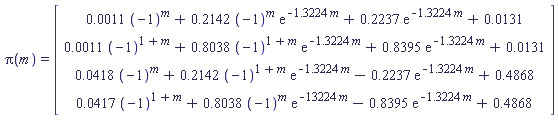 π(m) =
0.0011 (-1)^m + 0.2142 (-1)^m e^{-1.3224 m} + 0.2237 e^{-1.3224 m} + 0.0131
0.0011 (-1)^{1 + m} + 0.8038 (-1)^{1 + m} e^{-1.3224 m} + 0.8395 e^{-1.3224 m} + 0.0131
0.0418 (-1)^m + 0.2142 (-1)^{1 + m} e^{-1.3224 m} - 0.2237 e^{-1.3224 m} + 0.4868
0.0417 (-1)^{1 + m} + 0.8038 (-1)^m e^{-13224 m} - 0.8395 e^{-1.3224 m} + 0.4868